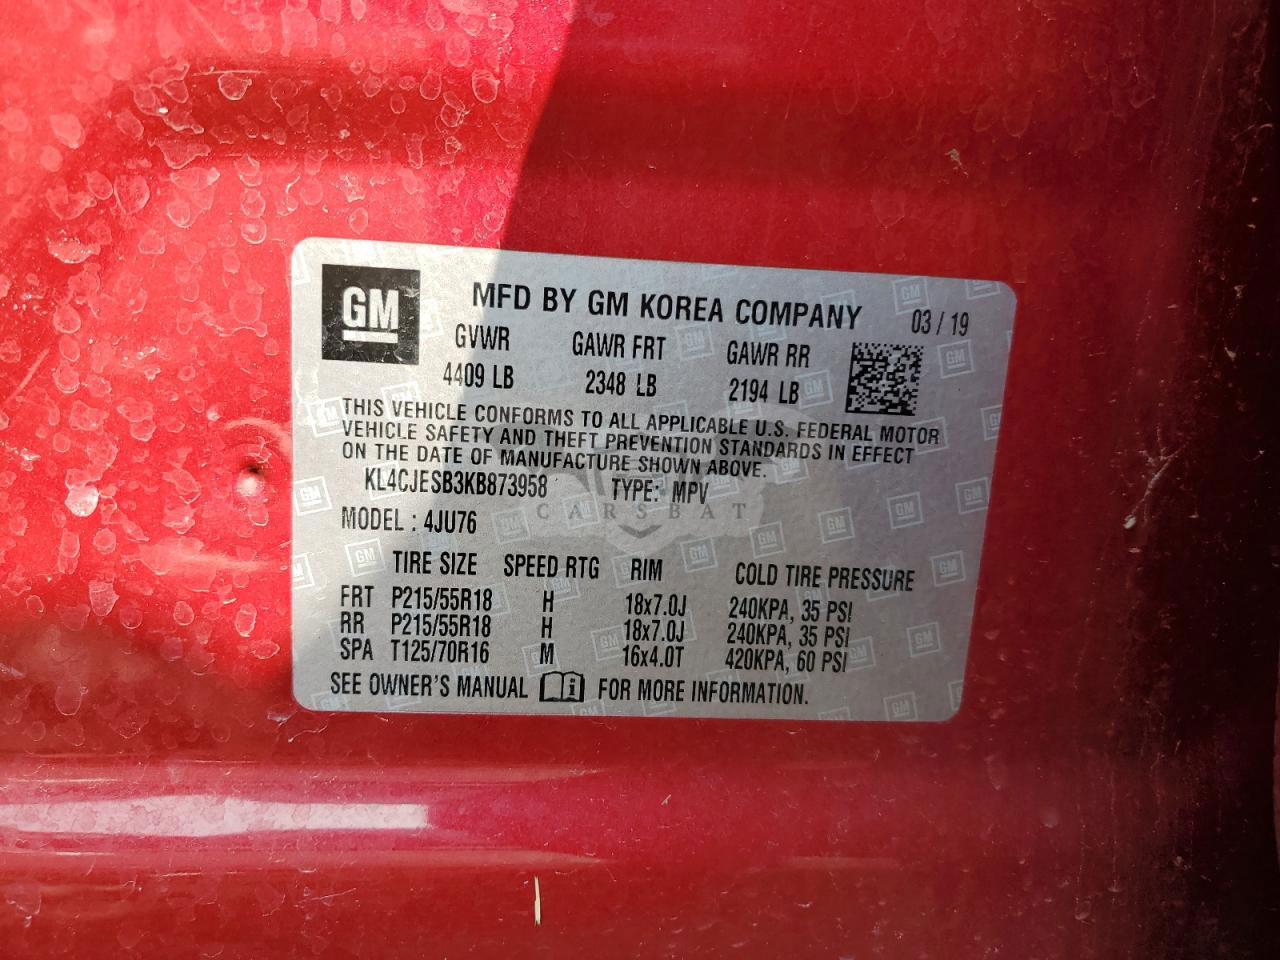 GM
MFD BY GM KOREA COMPANY 03 / 19
GVWR GAWR FRT GAWR RR
4409 LB 2348 LB 2194 LB
THIS VEHICLE CONFORMS TO ALL APPLICABLE U.S. FEDERAL MOTOR
VEHICLE SAFETY AND THEFT PREVENTION STANDARDS IN EFFECT
ON THE DATE OF MANUFACTURE SHOWN ABOVE.
KL4CJESB3KB873958 TYPE: MPV
CARSBAT
MODEL : 4JU76
TIRE SIZE SPEED RTG RIM COLD TIRE PRESSURE
FRT P215/55R18 H 18x7.0J 240KPA, 35 PSI
RR P215/55R18 H 18x7.0J 240KPA, 35 PSI
SPA T125/70R16 M 16x4.0T 420KPA, 60 PSI
SEE OWNER'S MANUAL i FOR MORE INFORMATION.